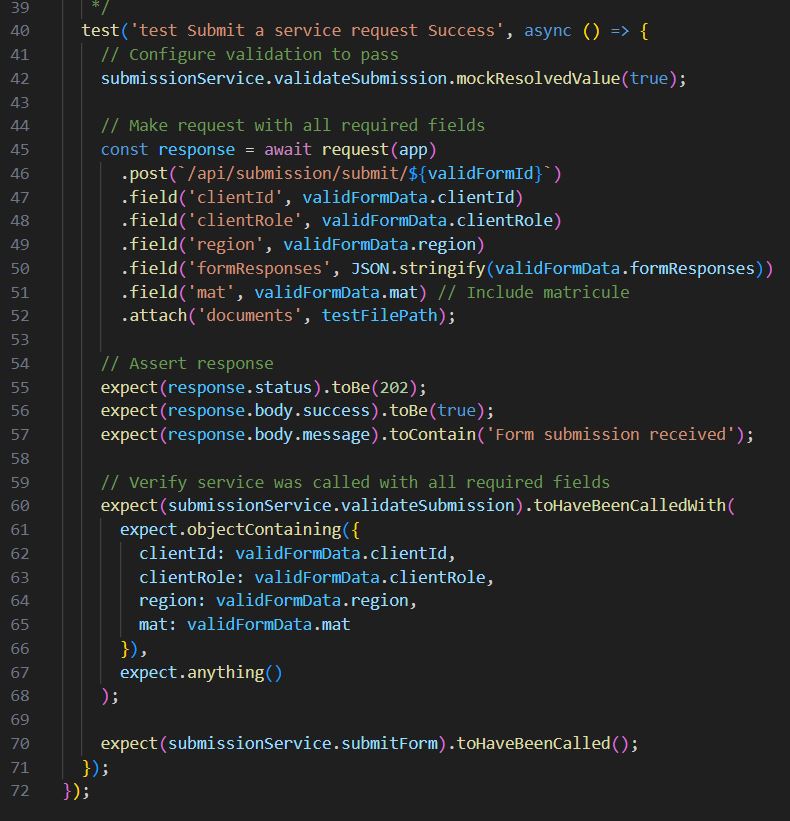 39      */
40     test('test Submit a service request Success', async () => {
41       // Configure validation to pass
42       submissionService.validateSubmission.mockResolvedValue(true);
43
44       // Make request with all required fields
45       const response = await request(app)
46         .post(`/api/submission/submit/${validFormId}`)
47         .field('clientId', validFormData.clientId)
48         .field('clientRole', validFormData.clientRole)
49         .field('region', validFormData.region)
50         .field('formResponses', JSON.stringify(validFormData.formResponses))
51         .field('mat', validFormData.mat) // Include matricule
52         .attach('documents', testFilePath);
53
54       // Assert response
55       expect(response.status).toBe(202);
56       expect(response.body.success).toBe(true);
57       expect(response.body.message).toContain('Form submission received');
58
59       // Verify service was called with all required fields
60       expect(submissionService.validateSubmission).toHaveBeenCalledWith(
61         expect.objectContaining({
62           clientId: validFormData.clientId,
63           clientRole: validFormData.clientRole,
64           region: validFormData.region,
65           mat: validFormData.mat
66         }),
67         expect.anything()
68       );
69
70       expect(submissionService.submitForm).toHaveBeenCalled();
71     });
72   });